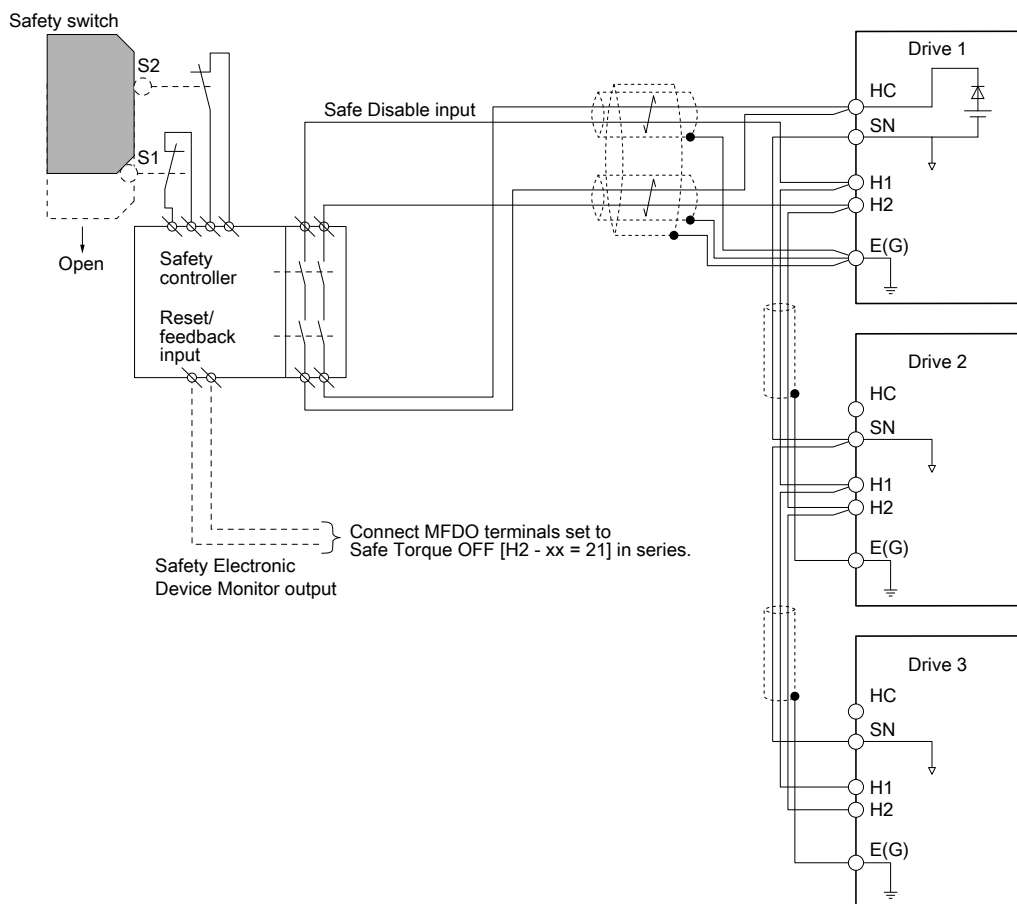 Safety switch
S2
S1
Open
Safety
controller
Reset/
feedback
input
Safe Disable input
Connect MFDO terminals set to
Safe Torque OFF [H2 - xx = 21] in series.
Safety Electronic
Device Monitor output
Drive 1
HC
SN
H1
H2
E(G)
Drive 2
HC
SN
H1
H2
E(G)
Drive 3
HC
SN
H1
H2
E(G)